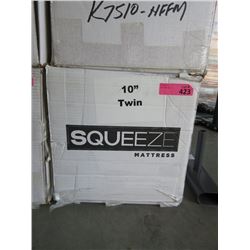 K7510-HFFM
423
10"
Twin
SQUEEZE
MATTRESS